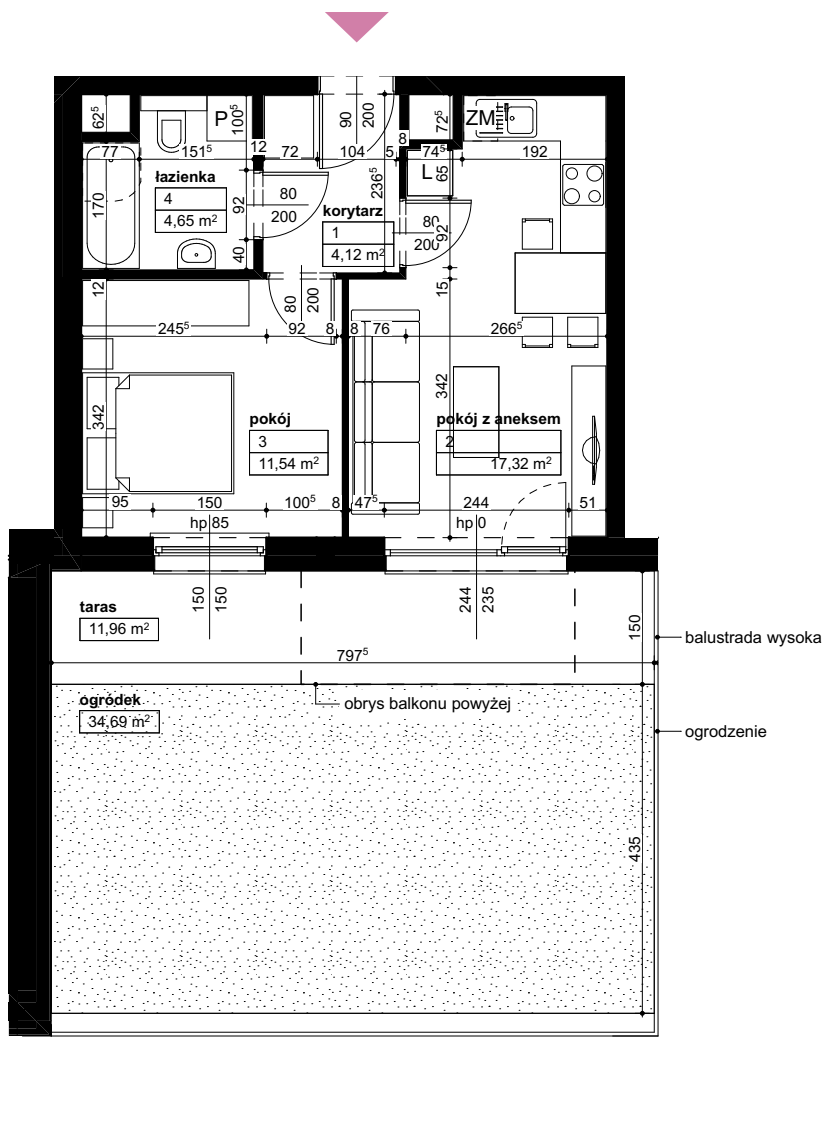 90
200
62⁵
P
100⁵
72⁵
ZM
77
151⁵
12
72
104
5
8
74⁵
192
łazienka
4
4,65 m²
170
92
40
80
200
236⁵
korytarz
1
4,12 m²
L
65
80
200
92
15
12
80
200
245⁵
92
8
8
76
266⁵
342
342
pokój
3
11,54 m²
pokój z aneksem
2
17,32 m²
95
150
100⁵
8
47⁵
244
51
hp 85
hp 0
150
150
244
235
taras
11,96 m²
150
balustrada wysoka
797⁵
ogródek
34,69 m²
obrys balkonu powyżej
ogrodzenie
435